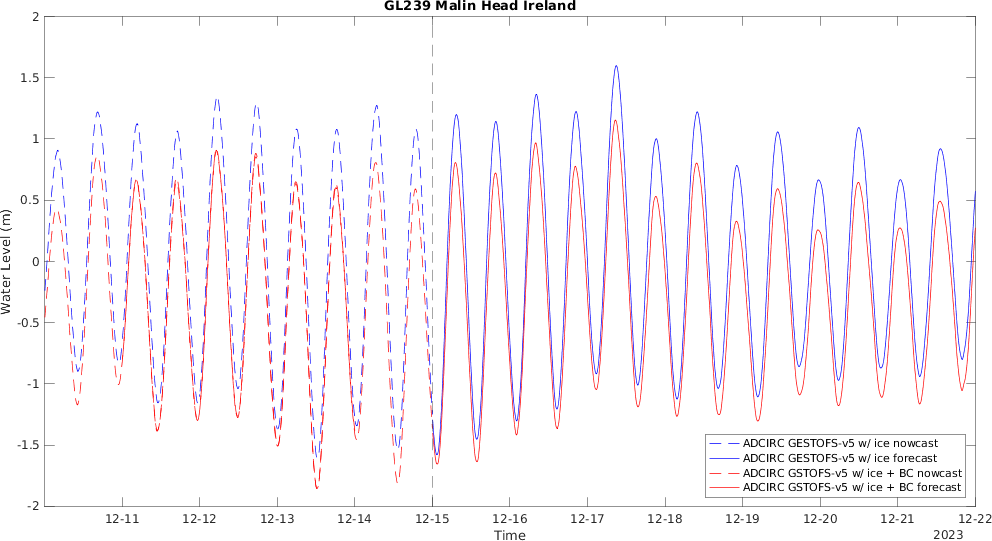 GL239 Malin Head Ireland
2
1.5
1
0.5
0
-0.5
-1
-1.5
-2
Water Level (m)
ADCIRC GESTOFS-v5 w/ ice nowcast
ADCIRC GESTOFS-v5 w/ ice forecast
ADCIRC GSTOFS-v5 w/ ice + BC nowcast
ADCIRC GSTOFS-v5 w/ ice + BC forecast
12-11 12-12 12-13 12-14 12-15 12-16 12-17 12-18 12-19 12-20 12-21 12-22
Time
2023